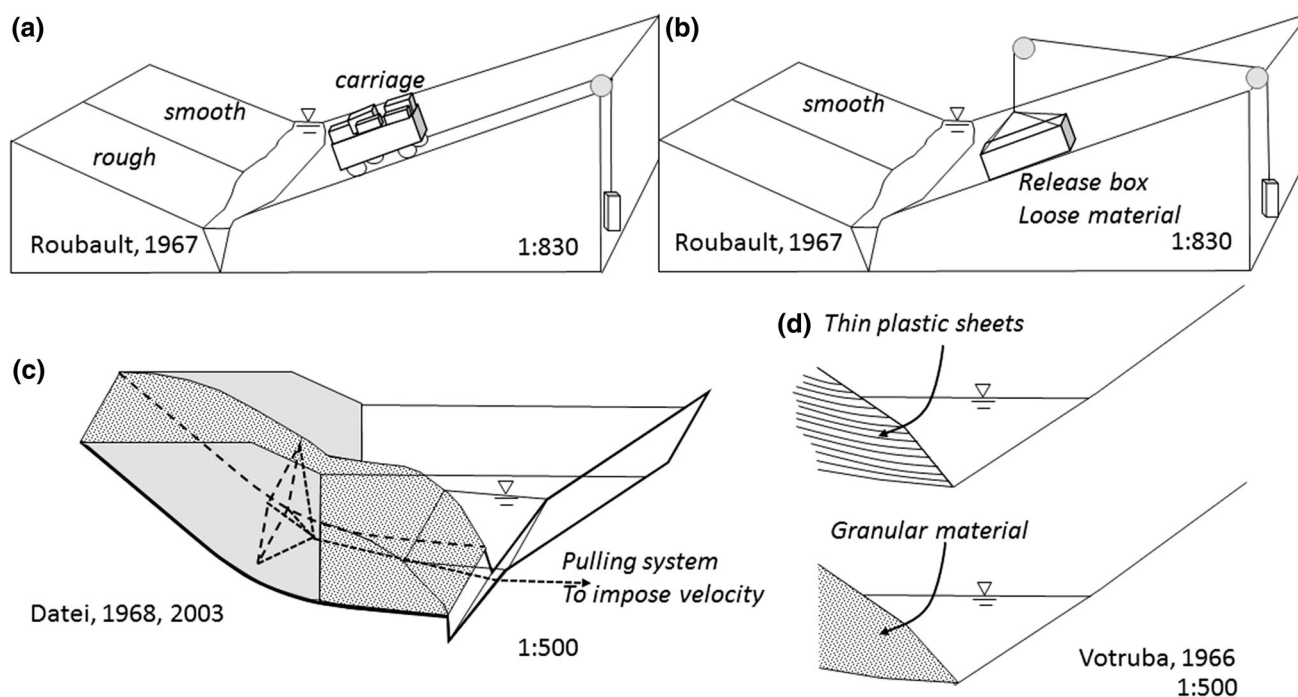 (a)
carriage
smooth
rough
Roubault, 1967
1:830
(b)
smooth
Release box
Loose material
Roubault, 1967
1:830
(c)
Pulling system
To impose velocity
Datei, 1968, 2003
1:500
(d)
Thin plastic sheets
Granular material
Votruba, 1966
1:500